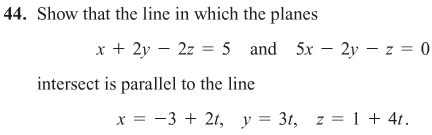 44. Show that the line in which the planes
x + 2y − 2z = 5 and 5x − 2y − z = 0
intersect is parallel to the line
x = −3 + 2t, y = 3t, z = 1 + 4t.